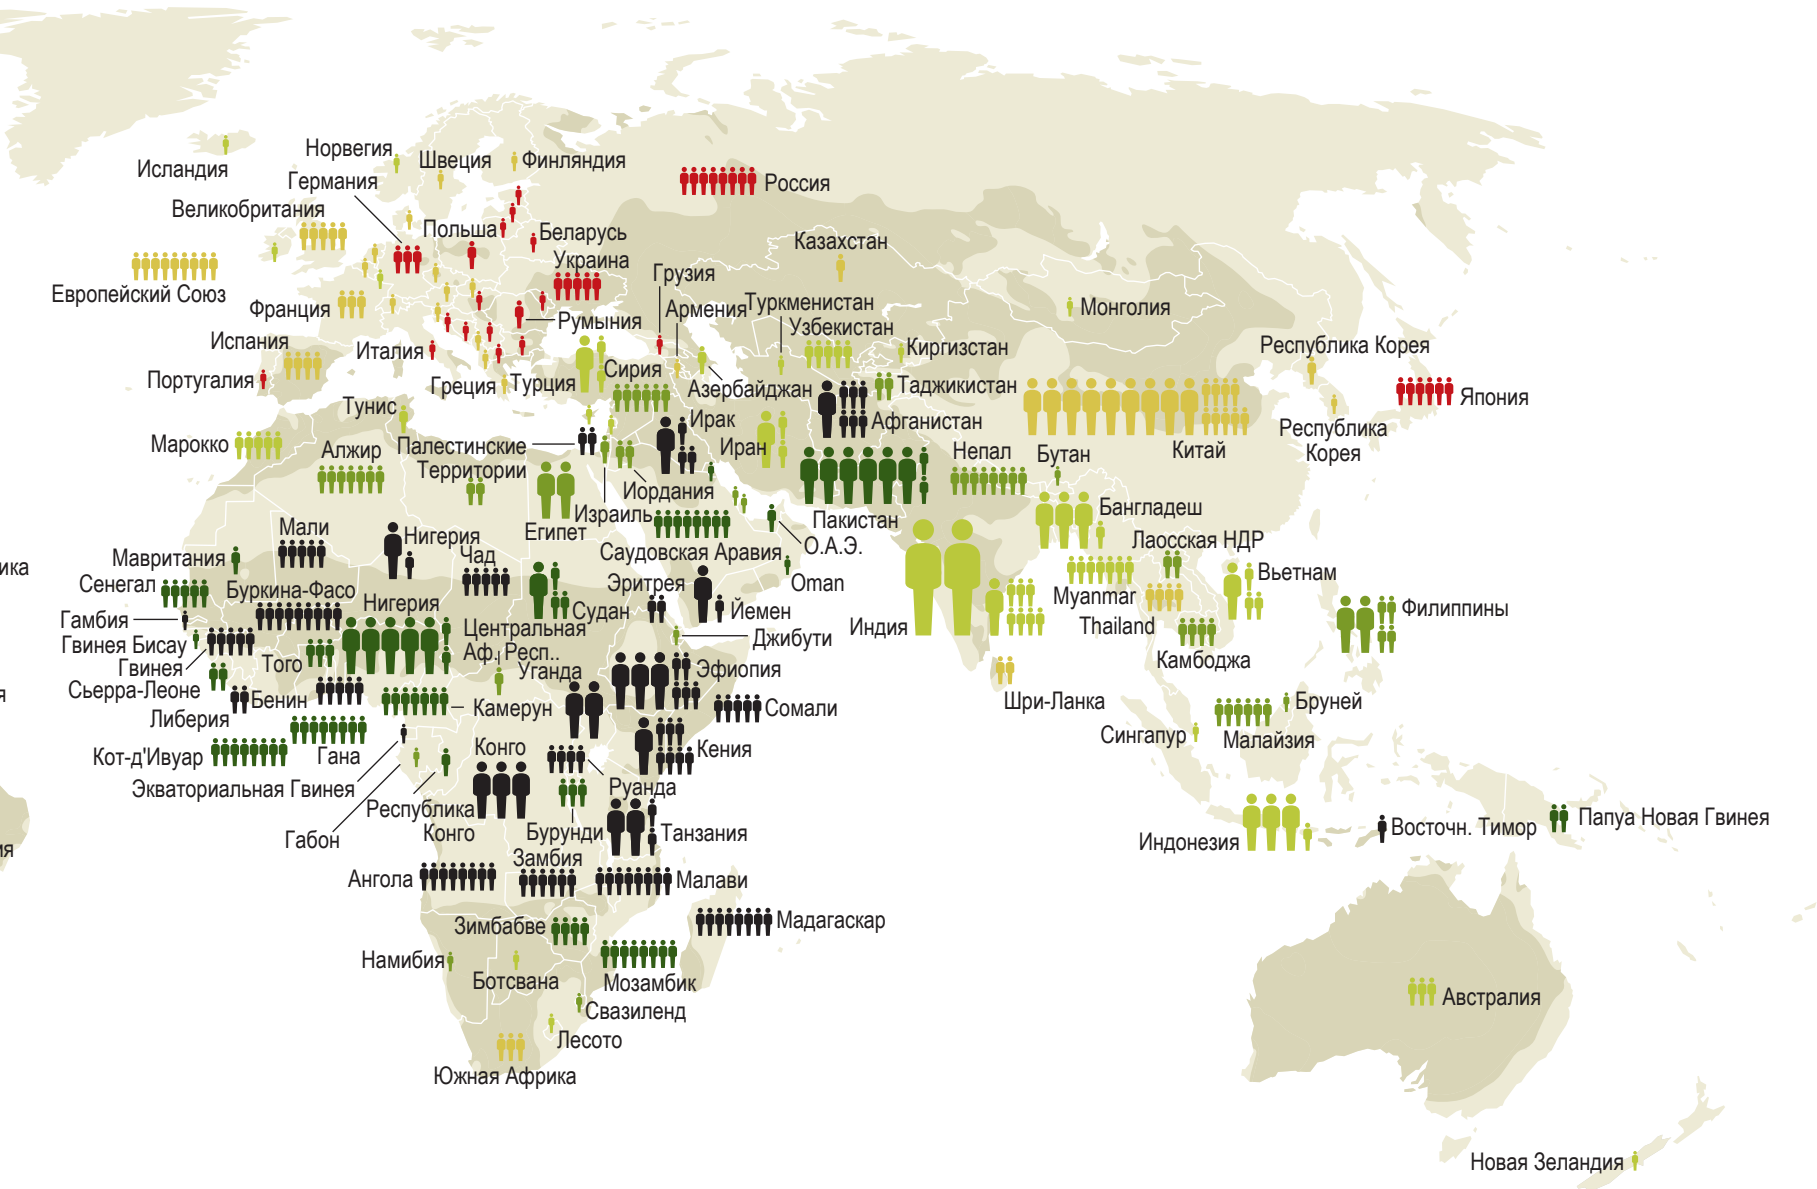 Исландия
Норвегия
Швеция
Финляндия
Германия
Великобритания
Россия
Польша
Беларусь
Украина
Европейский Союз
Франция
Казахстан
Грузия
Армения
Туркменистан
Узбекистан
Монголия
Румыния
Испания
Италия
Киргизстан
Республика Корея
Португалия
Греция
Турция
Сирия
Азербайджан
Таджикистан
Япония
Тунис
Ирак
Афганистан
Марокко
Алжир
Палестинские
Территории
Иран
Непал
Бутан
Китай
Республика
Корея
Иордания
Израиль
Египет
Пакистан
Бангладеш
Мали
Нигерия
Чад
Саудовская Аравия
О.А.Э.
Лаосская НДР
Мавритания
ика
Сенегал
Буркина-Фасо
Эритрея
Oman
Вьетнам
Нигерия
Судан
Йемен
Myanmar
Филиппины
Гамбия
Гвинея Бисау
Гвинея
Того
Центральная
Аф. Респ..
Джибути
Индия
Thailand
Уганда
Эфиопия
Камбоджа
Сьерра-Леоне
я
Либерия
Бенин
Камерун
Сомали
Шри-Ланка
Бруней
Кот-д'Ивуар
Гана
Конго
Кения
Сингапур
Малайзия
Экваториальная Гвинея
Руанда
Республика
Конго
Габон
Бурунди
Танзания
Индонезия
Восточн. Тимор
Папуа Новая Гвинея
ия
Замбия
Ангола
Малави
Зимбабве
Мадагаскар
Намибия
Ботсвана
Мозамбик
Свазиленд
Австралия
Лесото
Южная Африка
Новая Зеландия